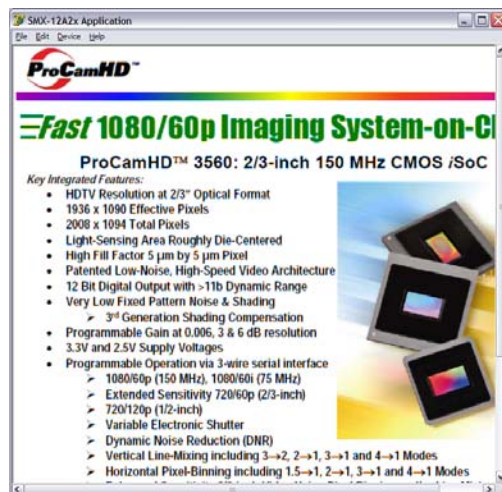 SMX-12A2x Application
File Edit Device Help
ProCamHD™
Fast 1080/60p Imaging System-on-C
ProCamHD™ 3560: 2/3-inch 150 MHz CMOS iSoC
Key Integrated Features:
• HDTV Resolution at 2/3" Optical Format
• 1936 x 1090 Effective Pixels
• 2008 x 1094 Total Pixels
• Light-Sensing Area Roughly Die-Centered
• High Fill Factor 5 µm by 5 µm Pixel
• Patented Low-Noise, High-Speed Video Architecture
• 12 Bit Digital Output with >11b Dynamic Range
• Very Low Fixed Pattern Noise & Shading
➢ 3rd Generation Shading Compensation
• Programmable Gain at 0.006, 3 & 6 dB resolution
• 3.3V and 2.5V Supply Voltages
• Programmable Operation via 3-wire serial interface
➢ 1080/60p (150 MHz), 1080/60i (75 MHz)
➢ Extended Sensitivity 720/60p (2/3-inch)
➢ 720/120p (1/2-inch)
➢ Variable Electronic Shutter
➢ Dynamic Noise Reduction (DNR)
➢ Vertical Line-Mixing including 3→2, 2→1, 3→1 and 4→1 Modes
➢ Horizontal Pixel-Binning including 1.5→1, 2→1, 3→1 and 4→1 Modes